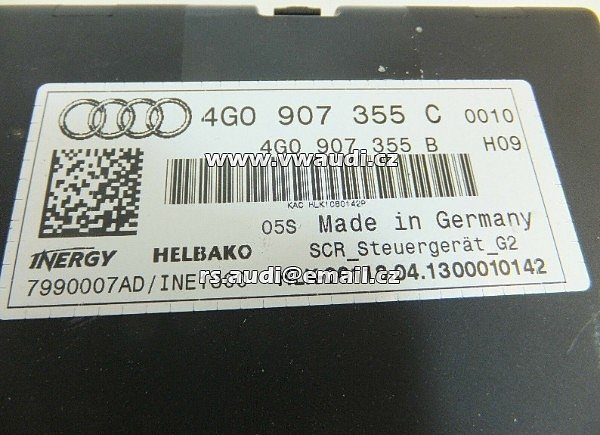 4G0 907 355 C 0010
4G0 907 355 B H09
www.vwaudi.cz
KAC HLK1080142P
05S Made in Germany
INERGY HELBAKO SCR_Steuergerät_G2
7990007AD/INE
rs.audi@email.cz
04.1300010142